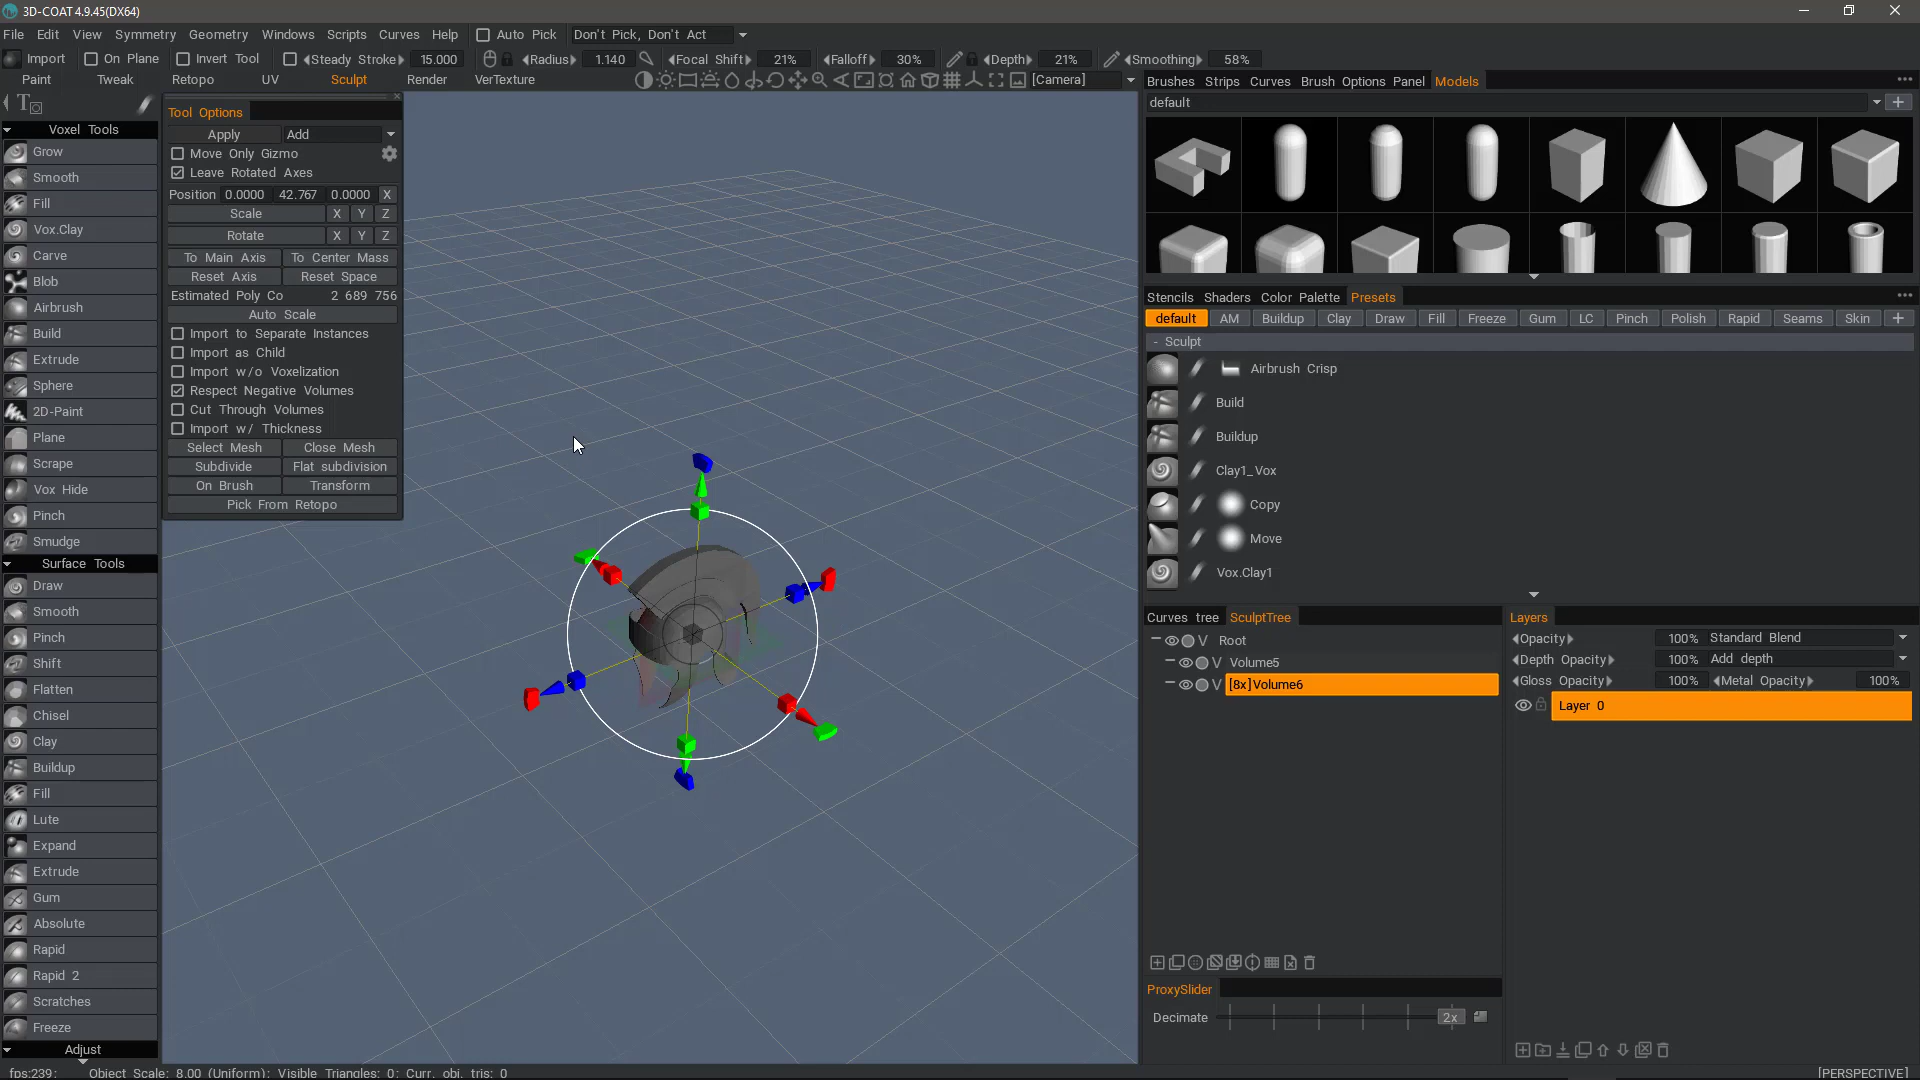 3D-COAT 4.9.45(DX64)
File Edit View Symmetry Geometry Windows Scripts Curves Help Auto Pick Don't Pick, Don't Act
Import On Plane Invert Tool Steady Stroke 15.000 Radius 1.140 Focal Shift 21% Falloff 30% Depth 21% Smoothing 58%
Paint Tweak Retopo UV Sculpt Render VerTexture [Camera]
Voxel Tools
Grow
Smooth
Fill
Vox.Clay
Carve
Blob
Airbrush
Build
Extrude
Sphere
2D-Paint
Plane
Scrape
Vox Hide
Pinch
Smudge
Surface Tools
Draw
Smooth
Pinch
Shift
Flatten
Chisel
Clay
Buildup
Fill
Lute
Expand
Extrude
Gum
Absolute
Rapid
Rapid 2
Scratches
Freeze
Adjust
Tool Options
Apply Add
Move Only Gizmo
Leave Rotated Axes
Position 0.0000 42.767 0.0000 X
Scale X Y Z
Rotate X Y Z
To Main Axis To Center Mass
Reset Axis Reset Space
Estimated Poly Co 2 689 756
Auto Scale
Import to Separate Instances
Import as Child
Import w/o Voxelization
Respect Negative Volumes
Cut Through Volumes
Import w/ Thickness
Select Mesh Close Mesh
Subdivide Flat subdivision
On Brush Transform
Pick From Retopo
Brushes Strips Curves Brush Options Panel Models
default
Stencils Shaders Color Palette Presets
default AM Buildup Clay Draw Fill Freeze Gum LC Pinch Polish Rapid Seams Skin
- Sculpt
Airbrush Crisp
Build
Buildup
Clay1_Vox
Copy
Move
Vox.Clay1
Curves tree SculptTree
V Root
V Volume5
V [8x]Volume6
ProxySlider
Decimate 2x
Layers
Opacity 100% Standard Blend
Depth Opacity 100% Add depth
Gloss Opacity 100% Metal Opacity 100%
Layer 0
fps:239; Object Scale: 8.00 (Uniform); Visible Triangles: 0; Curr. obj. tris: 0
[PERSPECTIVE]